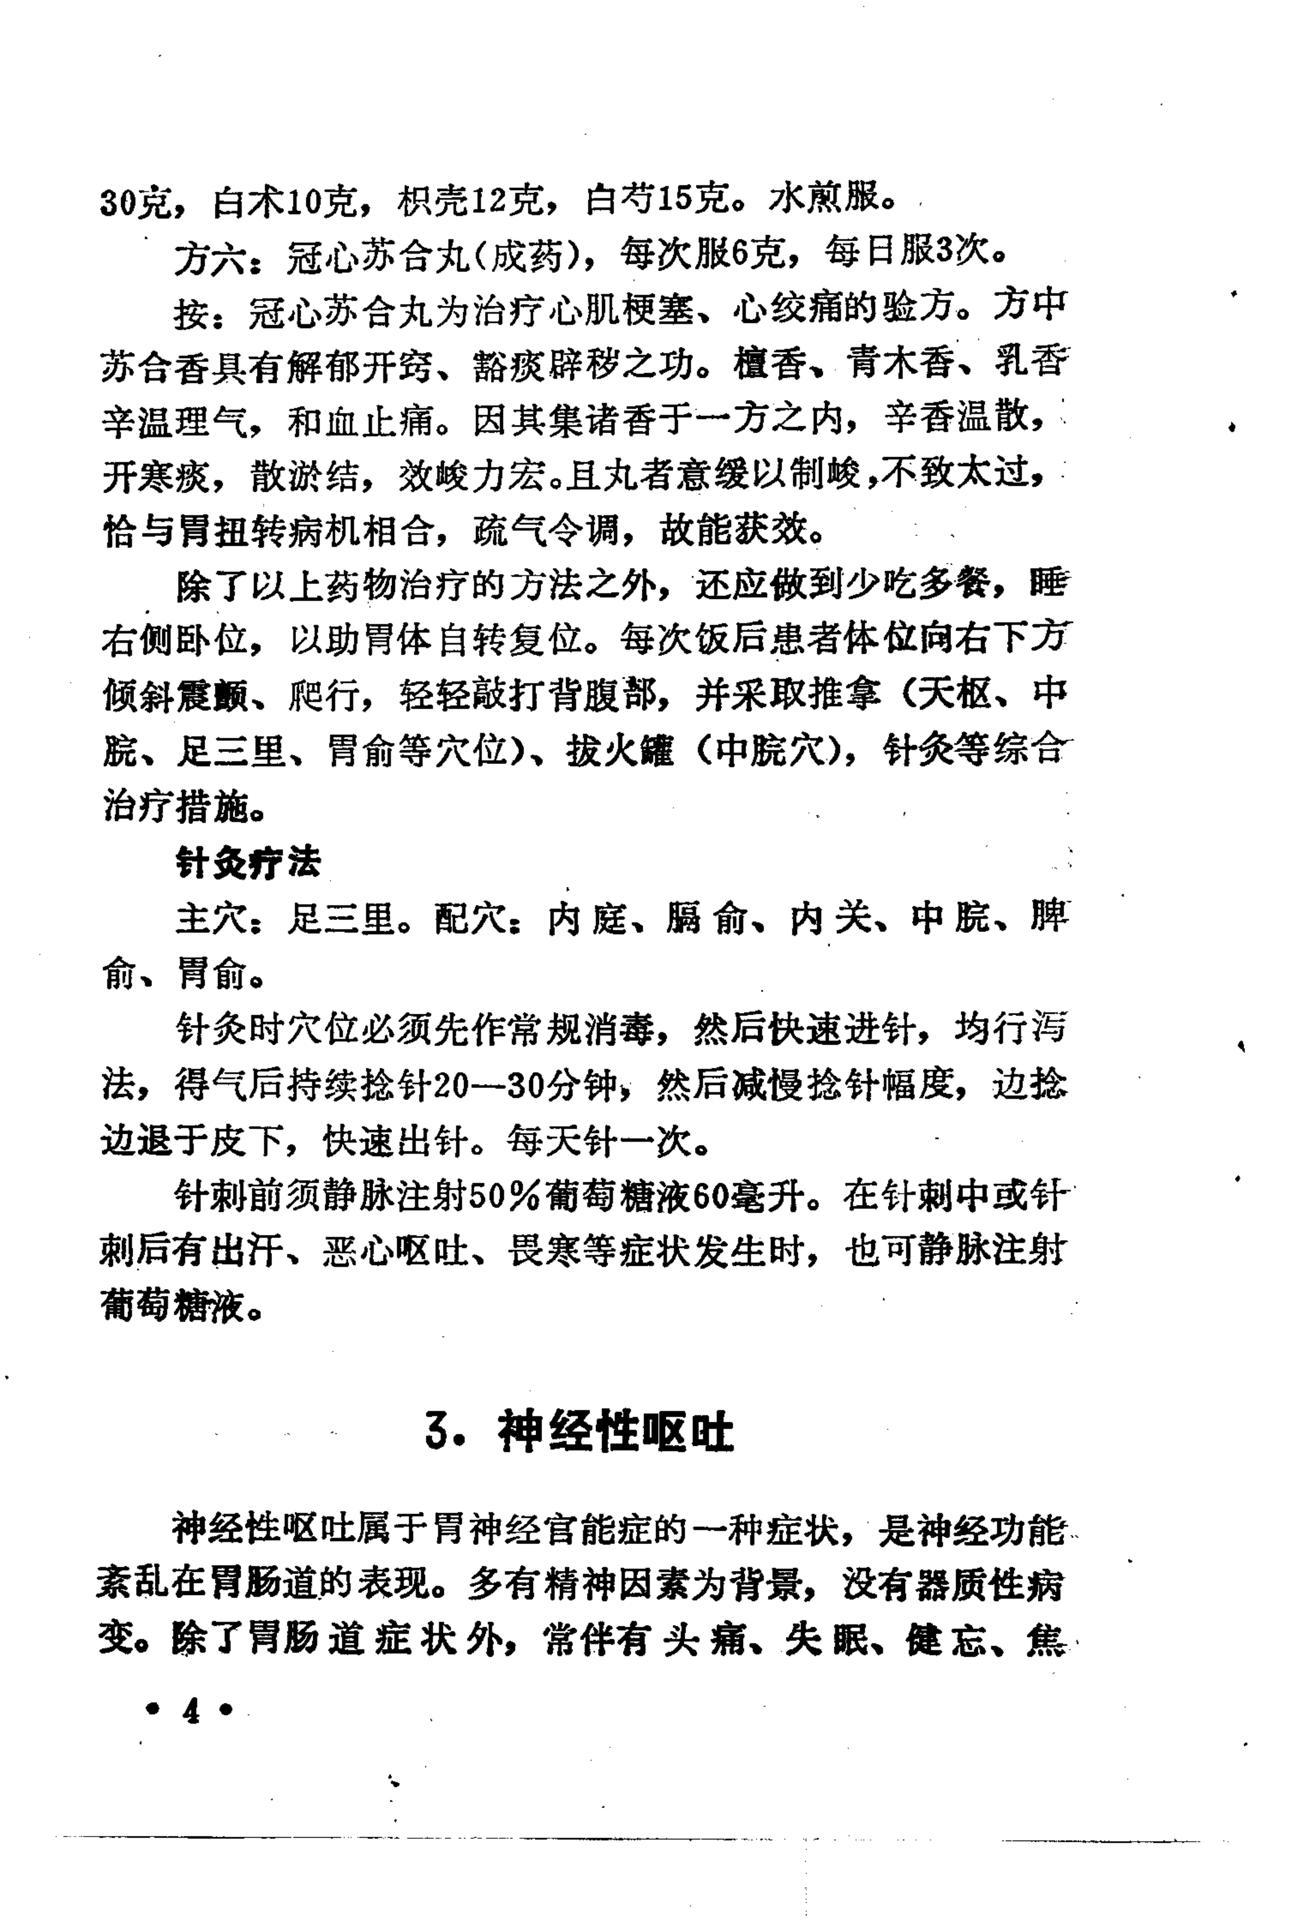 30克，白术10克，枳壳12克，白芍15克。水煎服。
方六：冠心苏合丸(成药)，每次服6克，每日服3次。
按：冠心苏合丸为治疗心肌梗塞、心绞痛的验方。方中
苏合香具有解郁开窍、豁痰辟秽之功。檀香、青木香、乳香
辛温理气，和血止痛。因其集诸香于一方之内，辛香温散，
开寒痰，散淤结，效峻力宏。且丸者意缓以制峻，不致太过，
恰与胃扭转病机相合，疏气令调，故能获效。
除了以上药物治疗的方法之外，还应做到少吃多餐，睡
右侧卧位，以助胃体自转复位。每次饭后患者体位向右下方
倾斜震颤、爬行，轻轻敲打背腹部，并采取推拿（天枢、中
脘、足三里、胃俞等穴位)、拔火罐（中脘穴)，针灸等综合
治疗措施。
针灸疗法
主穴：足三里。配穴：内庭、膈俞、内关、中脘、脾
俞、胃俞。
针灸时穴位必须先作常规消毒，然后快速进针，均行泻
法，得气后持续捻针20—30分钟，然后减慢捻针幅度，边捻
边退于皮下，快速出针。每天针一次。
针刺前须静脉注射50%葡萄糖液60毫升。在针刺中或针
刺后有出汗、恶心呕吐、畏寒等症状发生时，也可静脉注射
葡萄糖液。
3．神经性呕吐
神经性呕吐属于胃神经官能症的一种症状，是神经功能
紊乱在胃肠道的表现。多有精神因素为背景，没有器质性病
变。除了胃肠道症状外，常伴有头痛、失眠、健忘、焦
• 4 •